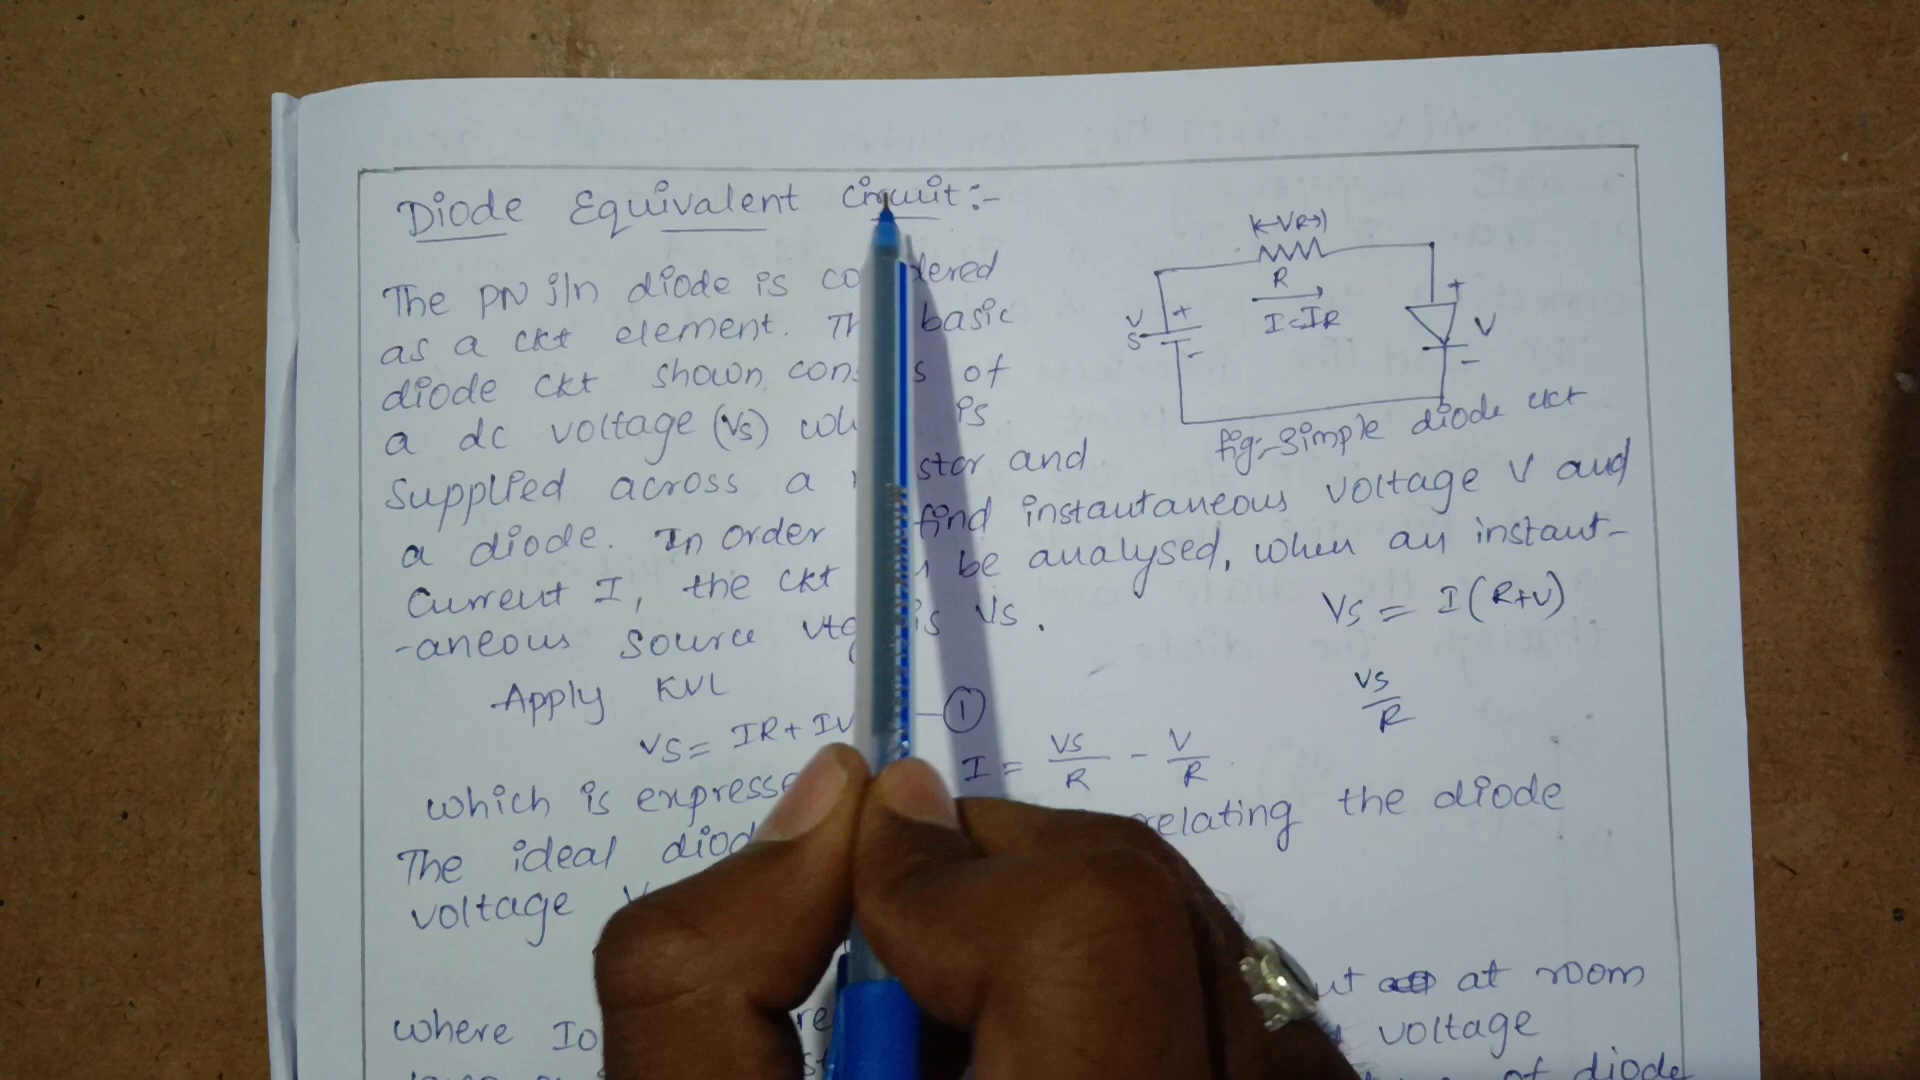 Diode Equivalent Circuit:-
The PN j/n diode is co dered
as a ckt element. Th basic
diode ckt shown con s of
a dc voltage (Vs) wh is
supplied across a stor and
a diode. In order find instantaneous voltage V and
Current I, the ckt be analysed, when an instant-
-aneous source vtg is Vs.
Apply KVL
Vs = IR + IV — ①
which is expresse I = Vs/R - V/R
The ideal diod relating the diode
voltage V
ut at room
where Io re voltage
of diode
K-VR->|
R
I=IR
VS
+
-
+
V
-
fig:- Simple diode ckt
Vs = I(R+V)
Vs/R